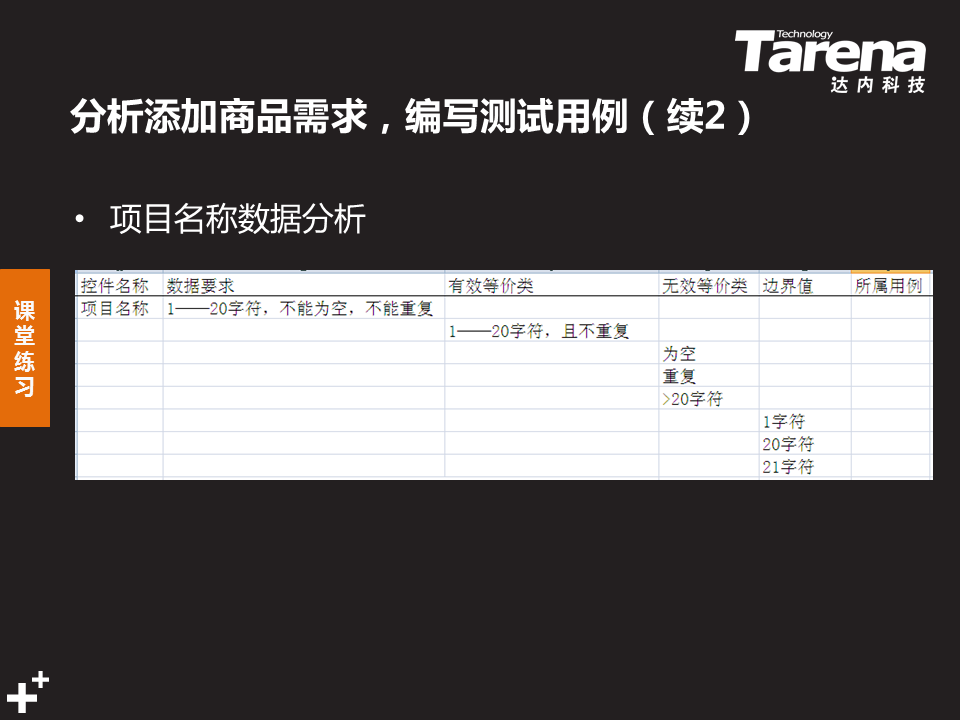 Technology
Tarena
达内科技
分析添加商品需求，编写测试用例（续2）
• 项目名称数据分析
课堂练习
控件名称 数据要求 有效等价类 无效等价类 边界值 所属用例
项目名称 1——20字符，不能为空，不能重复
1——20字符，且不重复
为空
重复
>20字符
1字符
20字符
21字符